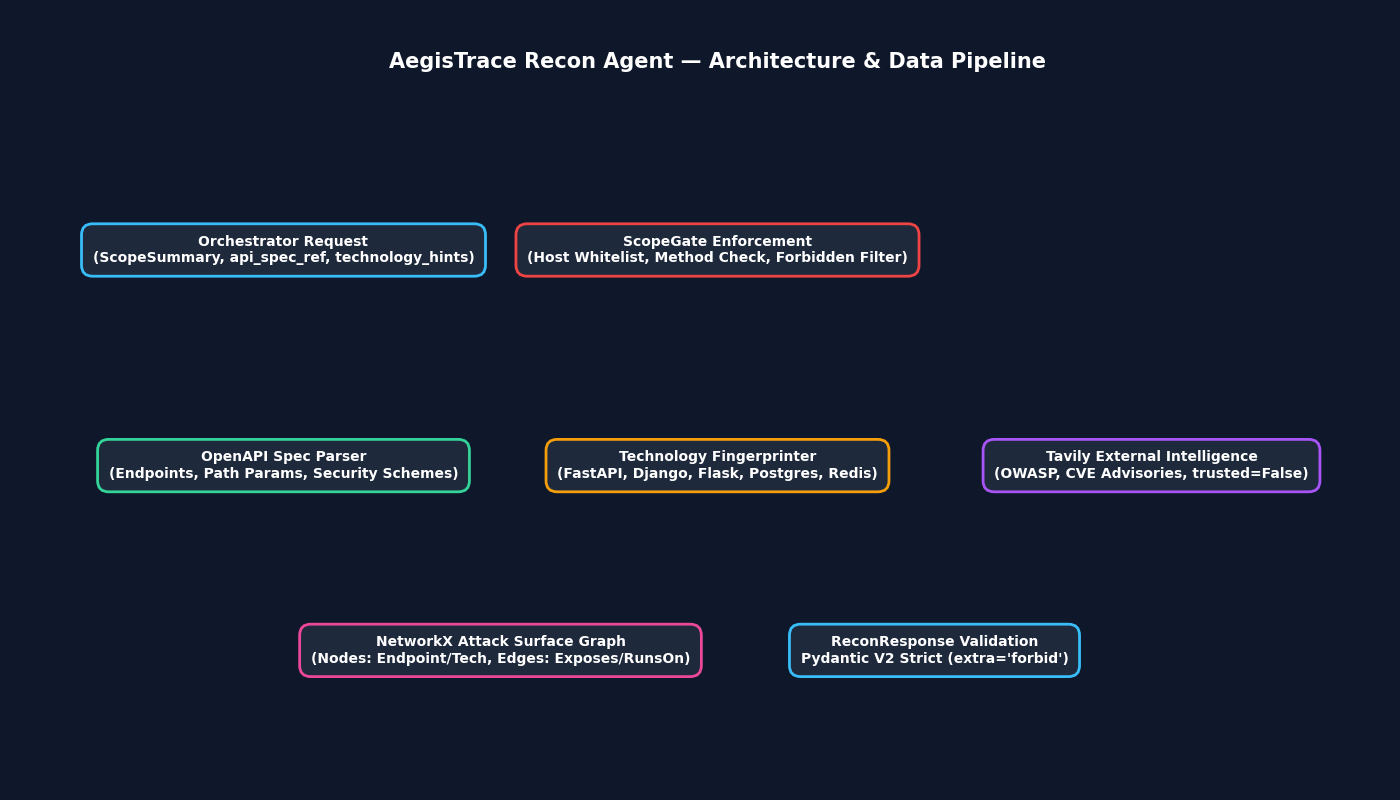 AegisTrace Recon Agent — Architecture & Data Pipeline
Orchestrator Request
(ScopeSummary, api_spec_ref, technology_hints)
ScopeGate Enforcement
(Host Whitelist, Method Check, Forbidden Filter)
OpenAPI Spec Parser
(Endpoints, Path Params, Security Schemes)
Technology Fingerprinter
(FastAPI, Django, Flask, Postgres, Redis)
Tavily External Intelligence
(OWASP, CVE Advisories, trusted=False)
NetworkX Attack Surface Graph
(Nodes: Endpoint/Tech, Edges: Exposes/RunsOn)
ReconResponse Validation
Pydantic V2 Strict (extra='forbid')